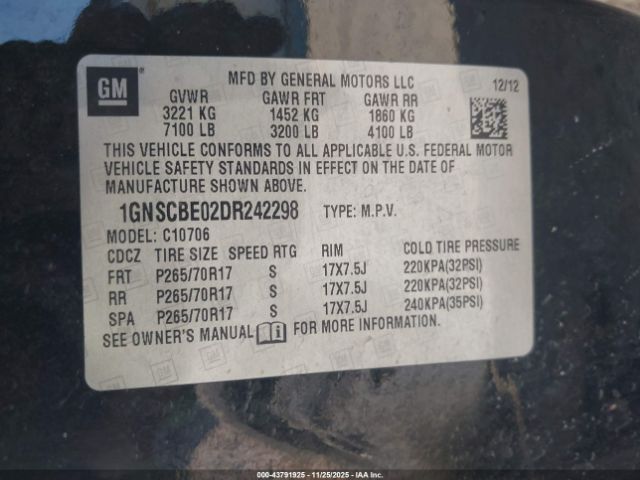 GM
MFD BY GENERAL MOTORS LLC
12/12
GVWR GAWR FRT GAWR RR
3221 KG 1452 KG 1860 KG
7100 LB 3200 LB 4100 LB
THIS VEHICLE CONFORMS TO ALL APPLICABLE U.S. FEDERAL MOTOR
VEHICLE SAFETY STANDARDS IN EFFECT ON THE DATE OF
MANUFACTURE SHOWN ABOVE.
1GNSCBE02DR242298 TYPE: M.P.V.
MODEL: C10706
CDCZ TIRE SIZE SPEED RTG RIM COLD TIRE PRESSURE
FRT P265/70R17 S 17X7.5J 220KPA(32PSI)
RR P265/70R17 S 17X7.5J 220KPA(32PSI)
SPA P265/70R17 S 17X7.5J 240KPA(35PSI)
SEE OWNER'S MANUAL FOR MORE INFORMATION.
000-43791925 - 11/25/2025 - IAA Inc.